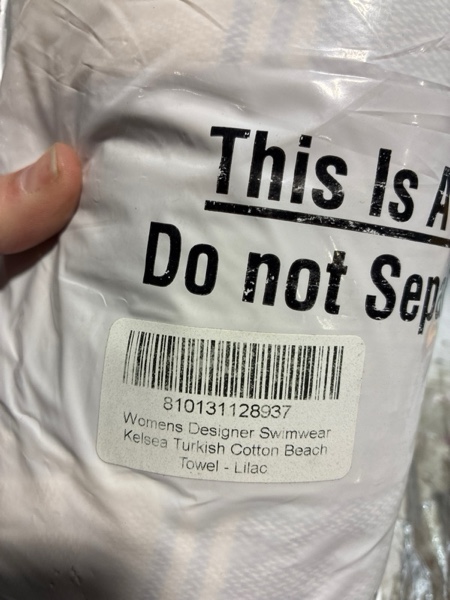 This Is A
Do not Sepa
810131128937
Womens Designer Swimwear
Kelsea Turkish Cotton Beach
Towel - Lilac